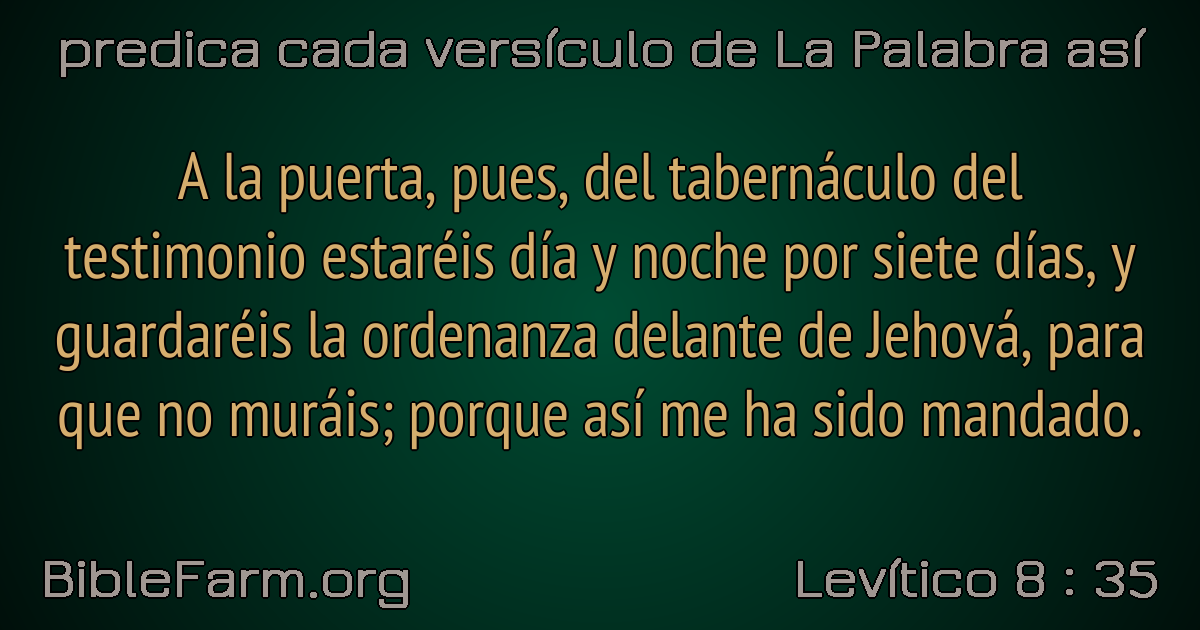 predica cada versículo de La Palabra así
A la puerta, pues, del tabernáculo del
testimonio estaréis día y noche por siete días, y
guardaréis la ordenanza delante de Jehová, para
que no muráis; porque así me ha sido mandado.
BibleFarm.org
Levítico 8 : 35